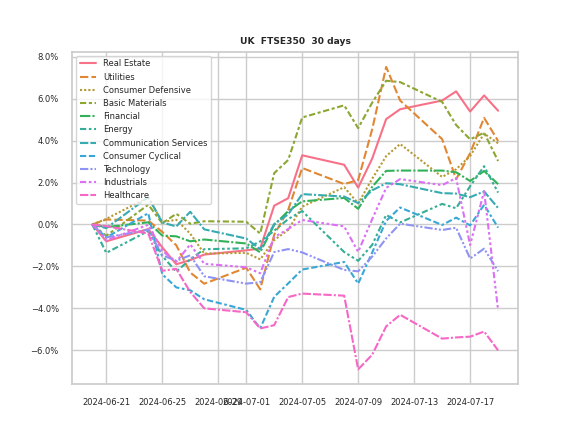 UK FTSE350 30 days
8.0%
6.0%
4.0%
2.0%
0.0%
−2.0%
−4.0%
−6.0%
Real Estate
Utilities
Consumer Defensive
Basic Materials
Financial
Energy
Communication Services
Consumer Cyclical
Technology
Industrials
Healthcare
2024-06-21 2024-06-25 2024-06-29 2024-07-01 2024-07-05 2024-07-09 2024-07-13 2024-07-17